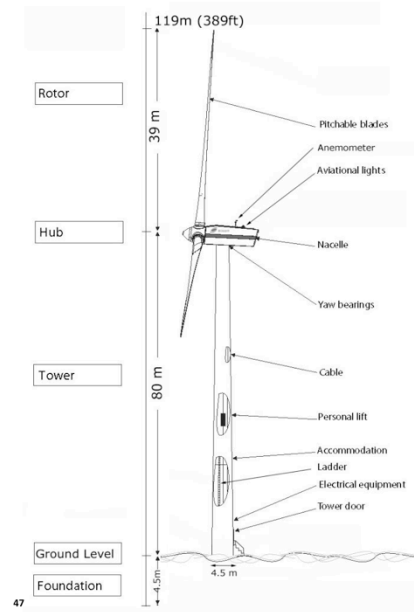 119m (389ft)
Rotor
39 m
Pitchable blades
Anemometer
Aviational lights
Hub
Nacelle
Yaw bearings
Tower
80 m
Cable
Personal lift
Accommodation
Ladder
Electrical equipment
Tower door
Ground Level
4.5m
4.5 m
Foundation
47